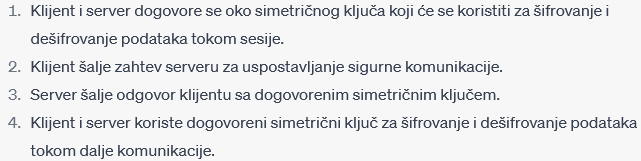 1. Klijent i server dogovore se oko simetričnog ključa koji će se koristiti za šifrovanje i
dešifrovanje podataka tokom sesije.
2. Klijent šalje zahtev serveru za uspostavljanje sigurne komunikacije.
3. Server šalje odgovor klijentu sa dogovorenim simetričnim ključem.
4. Klijent i server koriste dogovoreni simetrični ključ za šifrovanje i dešifrovanje podataka
tokom dalje komunikacije.